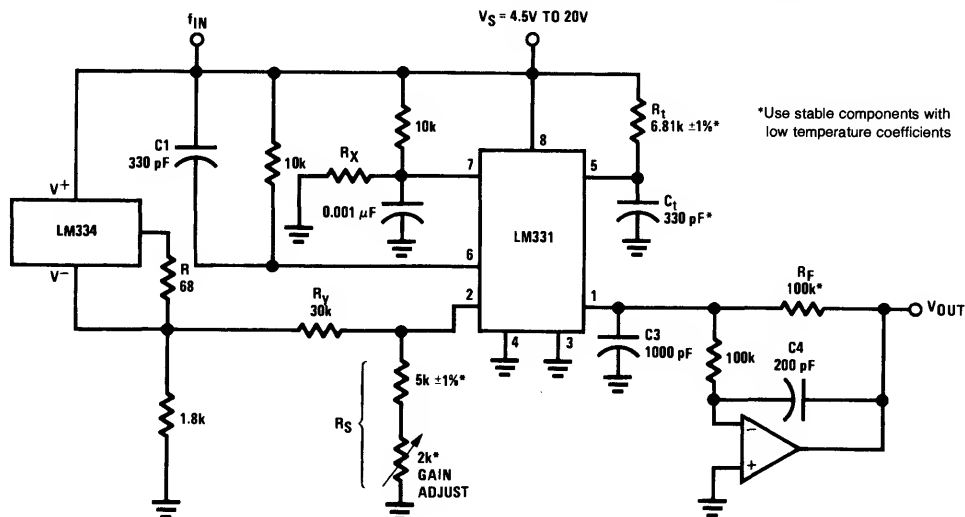 fIN
VS = 4.5V TO 20V
Rt
6.81k ±1%*
*Use stable components with
low temperature coefficients
10k
C1
330 pF
10k
RX
7
8
5
0.001 µF
Ct
330 pF*
V+
LM334
V−
R
68
LM331
6
RY
30k
2
1
RF
100k*
VOUT
4
3
C3
1000 pF
100k
C4
200 pF
1.8k
RS
5k ±1%*
2k*
GAIN
ADJUST
−
+